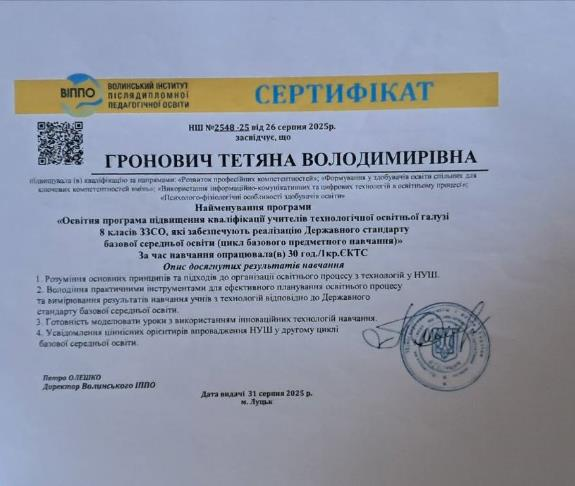 ВІППО
ВОЛИНСЬКИЙ ІНСТИТУТ
ПІСЛЯДИПЛОМНОЇ
ПЕДАГОГІЧНОЇ ОСВІТИ
СЕРТИФІКАТ
НШ №2548 -25 від 26 серпня 2025р.
засвідчує, що
ГРОНОВИЧ ТЕТЯНА ВОЛОДИМИРІВНА
підвищувала (в) кваліфікацію за напрямами: «Розвиток професійних компетентностей»; «Формування у здобувачів освіти спільних для
ключових компетентностей вмінь»; «Використання інформаційно-комунікативних та цифрових технологій в освітньому процесі»;
«Психолого-фізіологічні особливості здобувачів освіти»
Найменування програми
«Освітня програма підвищення кваліфікації учителів технологічної освітньої галузі
8 класів ЗЗСО, які забезпечують реалізацію Державного стандарту
базової середньої освіти (цикл базового предметного навчання)»
За час навчання опрацювала(в) 30 год./1кр.ЄКТС
Опис досягнутих результатів навчання
1. Розуміння основних принципів та підходів до організації освітнього процесу з технологій у НУШ.
2. Володіння практичними інструментами для ефективного планування освітнього процесу
та вимірювання результатів навчання учнів з технологій відповідно до Державного
стандарту базової середньої освіти.
3. Готовність моделювати уроки з використанням інноваційних технологій навчання.
4. Усвідомлення ціннісних орієнтирів впровадження НУШ у другому циклі
базової середньої освіти.
Петро ОЛЕШКО
Директор Волинського ІППО
Дата видачі 31 серпня 2025 р.
м. Луцьк